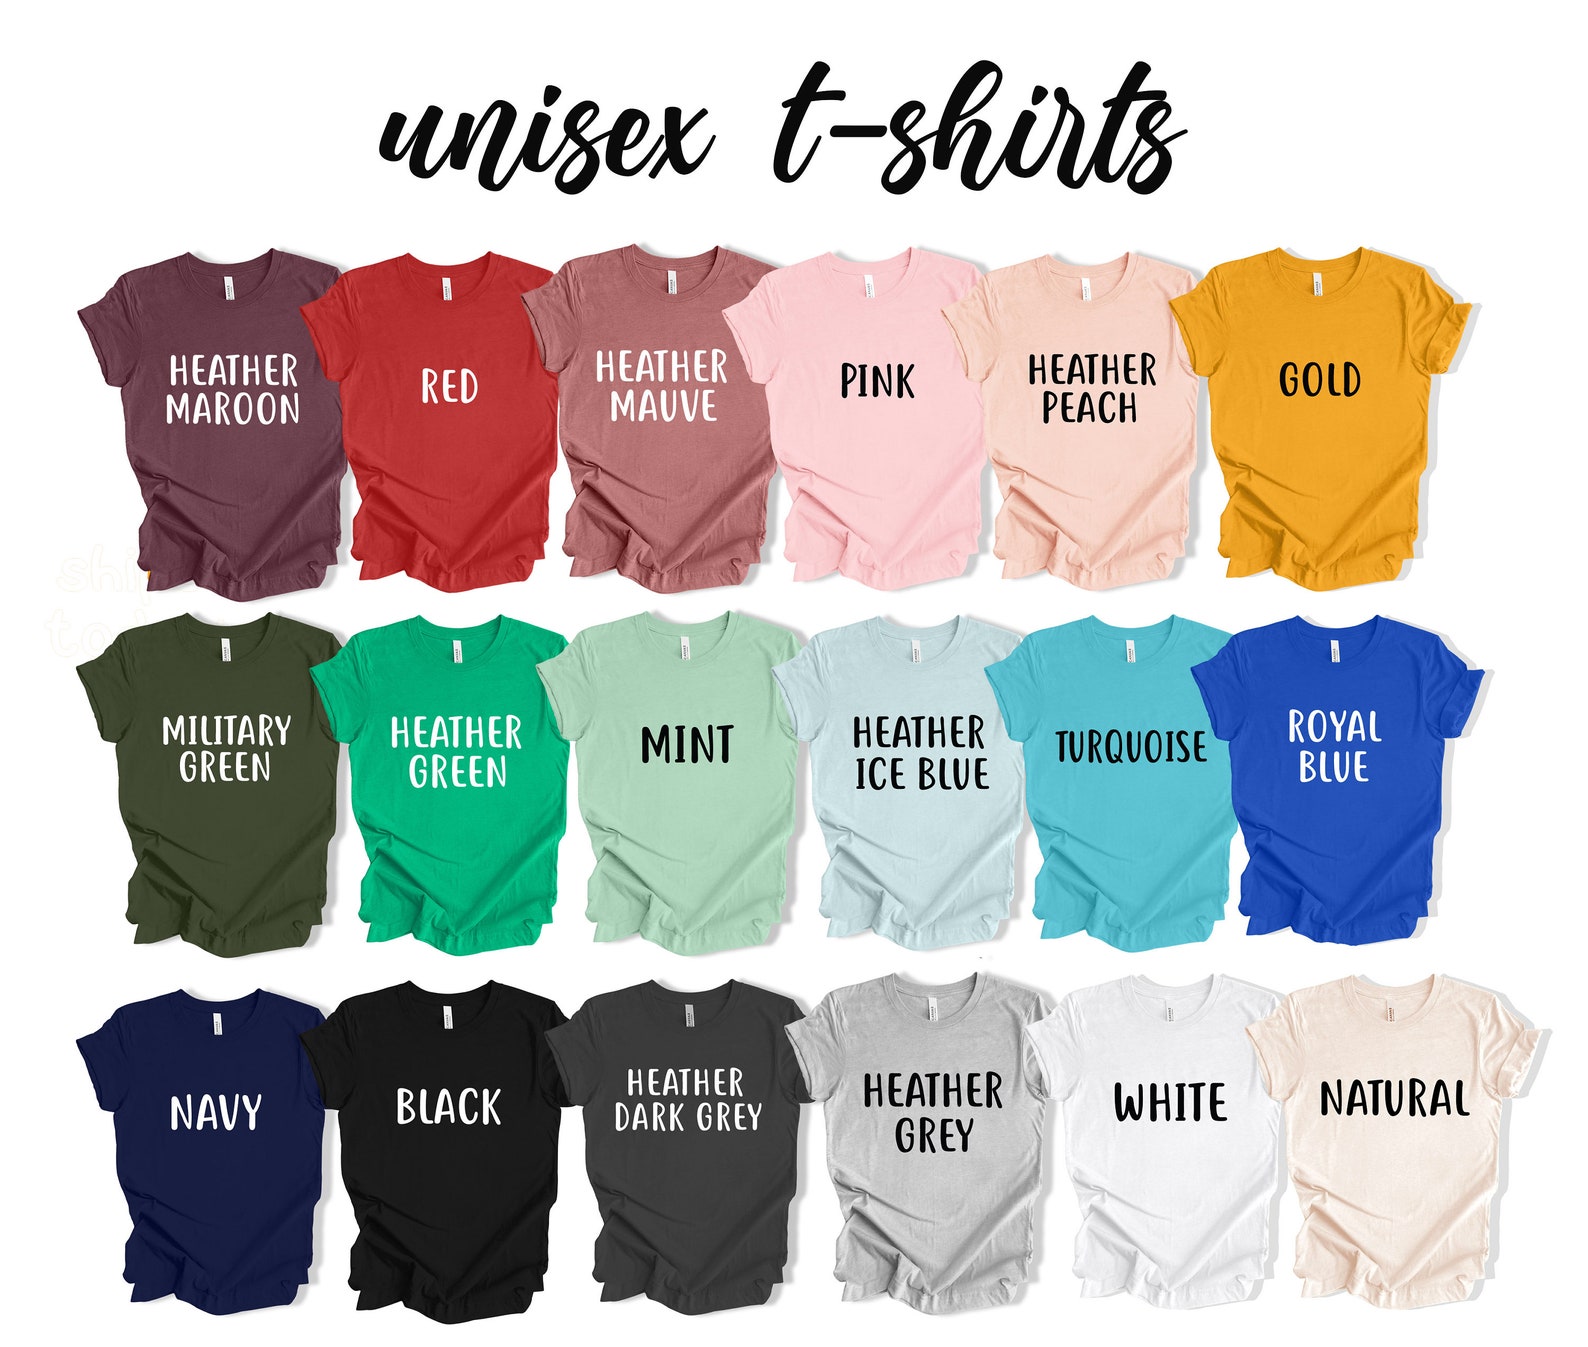 unisex t-shirts
HEATHER
MAROON
RED
HEATHER
MAUVE
PINK
HEATHER
PEACH
GOLD
MILITARY
GREEN
HEATHER
GREEN
MINT
HEATHER
ICE BLUE
TURQUOISE
ROYAL
BLUE
NAVY
BLACK
HEATHER
DARK GREY
HEATHER
GREY
WHITE
NATURAL